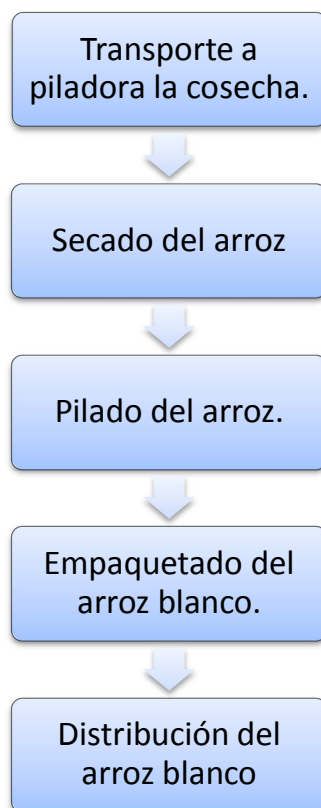 Transporte a
piladora la cosecha.
Secado del arroz
Pilado del arroz.
Empaquetado del
arroz blanco.
Distribución del
arroz blanco